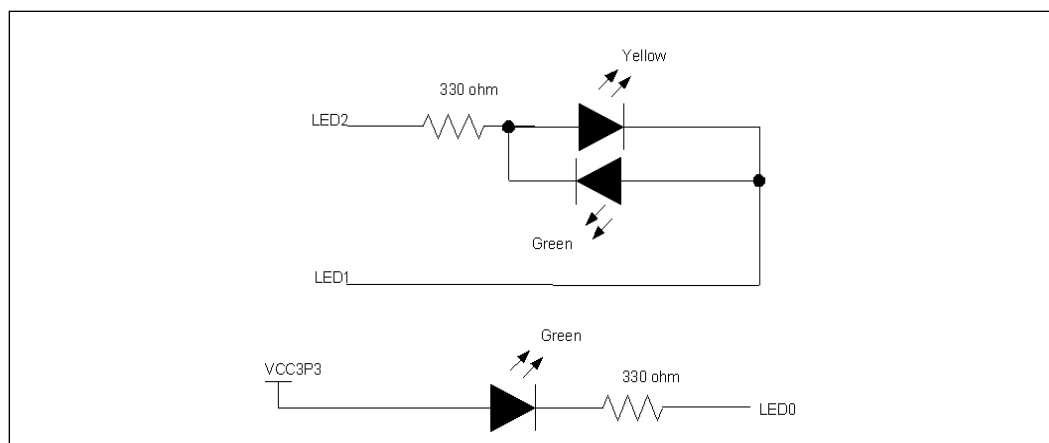 Yellow
330 ohm
LED2
Green
LED1
Green
VCC3P3
330 ohm
LED0